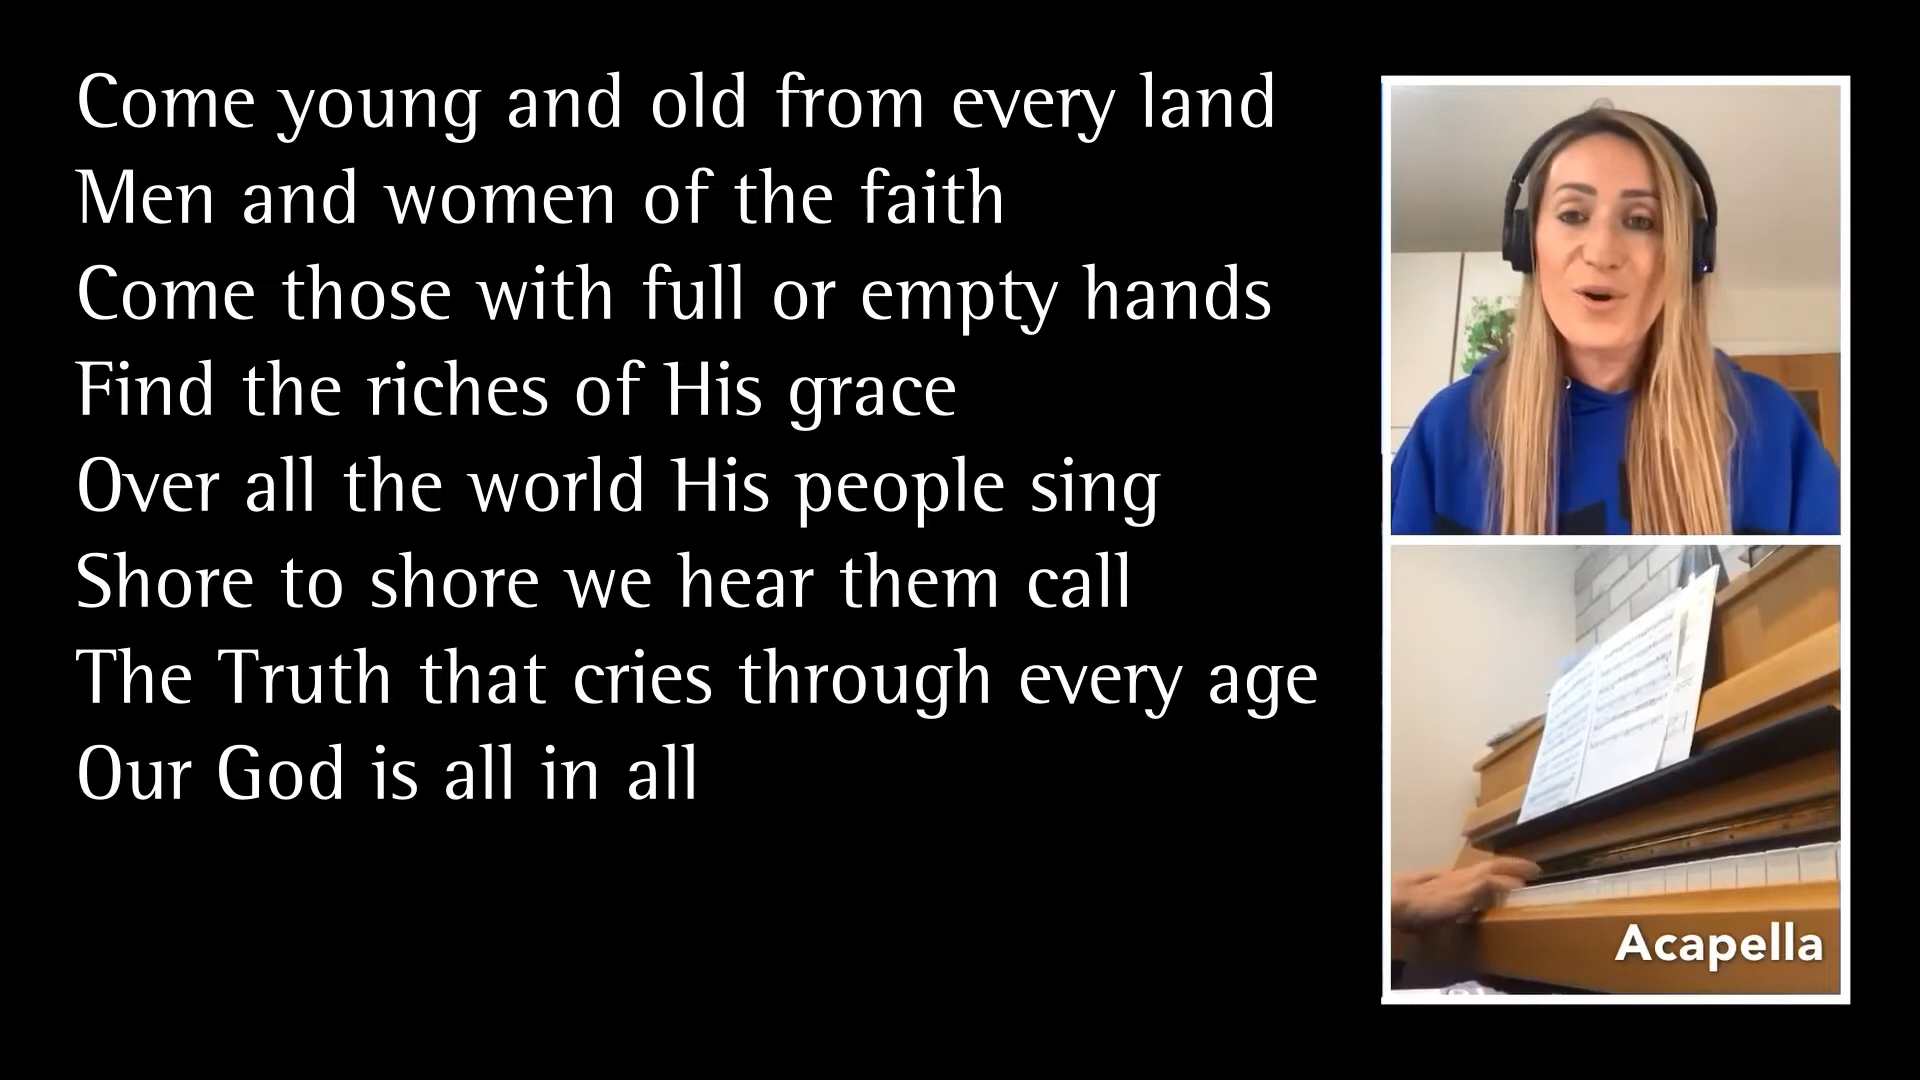 Come young and old from every land
Men and women of the faith
Come those with full or empty hands
Find the riches of His grace
Over all the world His people sing
Shore to shore we hear them call
The Truth that cries through every age
Our God is all in all
Acapella